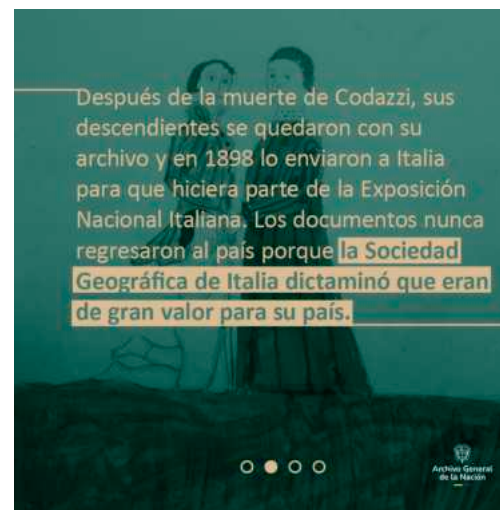 Después de la muerte de Codazzi, sus
descendientes se quedaron con su
archivo y en 1898 lo enviaron a Italia
para que hiciera parte de la Exposición
Nacional Italiana. Los documentos nunca
regresaron al país porque la Sociedad
Geográfica de Italia dictaminó que eran
de gran valor para su país.
Archivo General
de la Nación